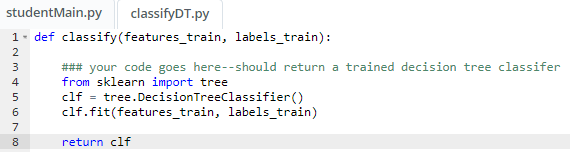 studentMain.py classifyDT.py
1 def classify(features_train, labels_train):
2
3     ### your code goes here--should return a trained decision tree classifer
4     from sklearn import tree
5     clf = tree.DecisionTreeClassifier()
6     clf.fit(features_train, labels_train)
7
8     return clf